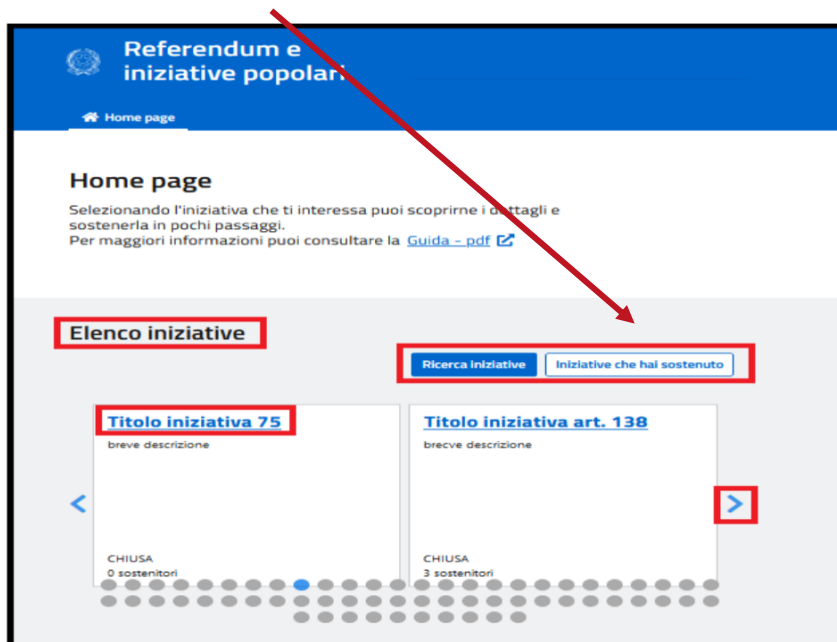 Referendum e
iniziative popolari
Home page
Home page
Selezionando l'iniziativa che ti interessa puoi scoprirne i dettagli e
sostenerla in pochi passaggi.
Per maggiori informazioni puoi consultare la Guida - pdf
Elenco iniziative
Ricerca iniziative
Iniziative che hai sostenuto
Titolo iniziativa 75
breve descrizione
CHIUSA
0 sostenitori
Titolo iniziativa art. 138
brecve descrizione
CHIUSA
3 sostenitori